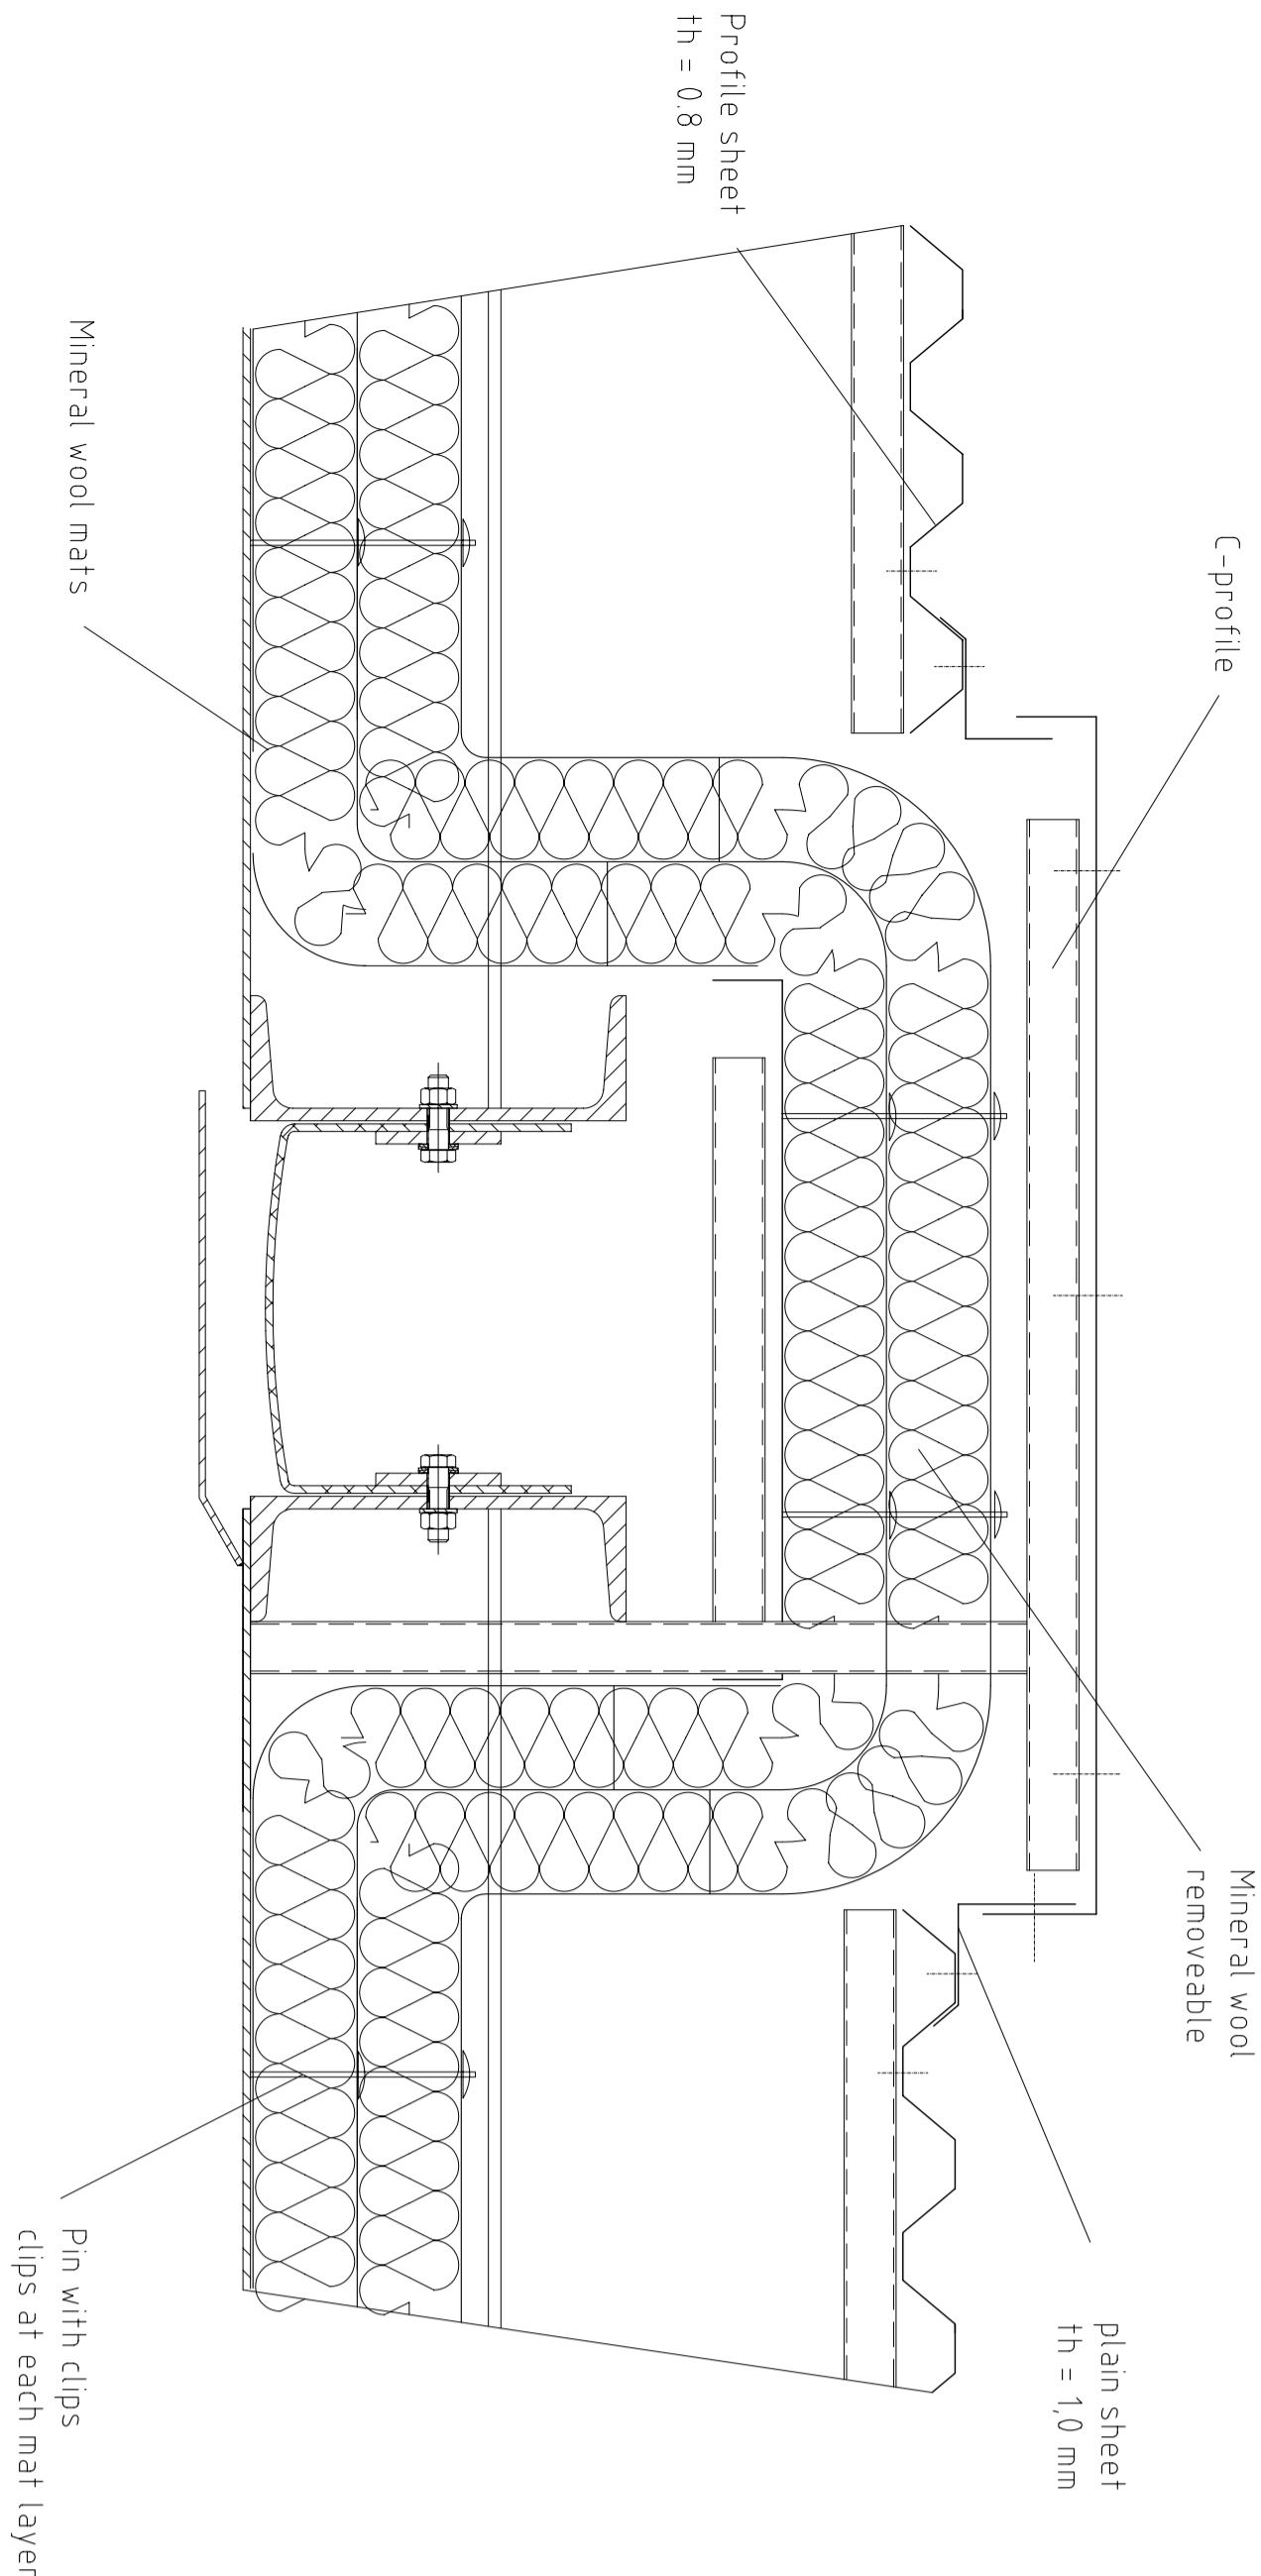 Profile sheet
th = 0.8 mm
C-profile
Mineral wool mats
Mineral wool
removeable
plain sheet
th = 1,0 mm
Pin with clips
clips at each mat layer